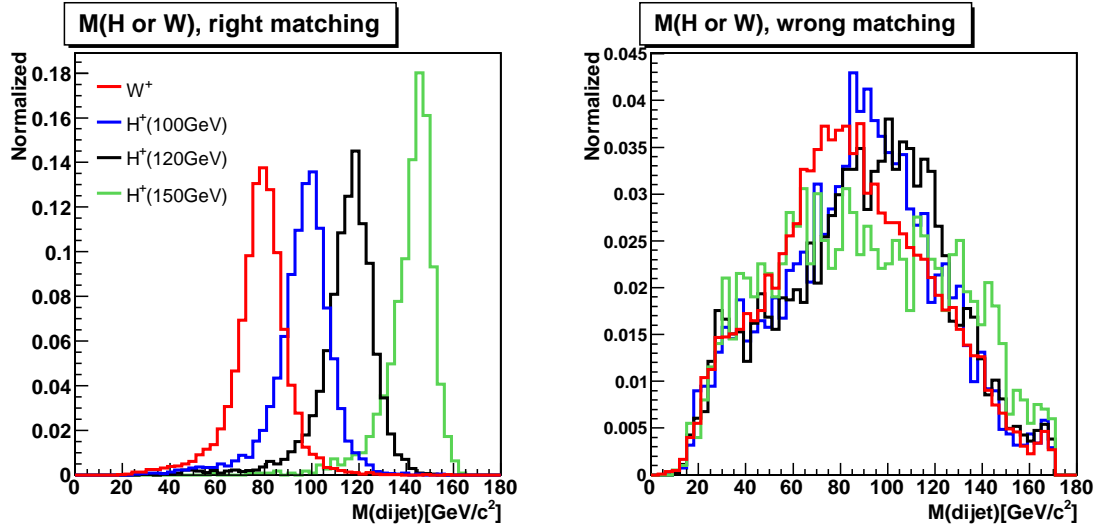 M(H or W), right matching
Normalized
0.18
0.16
0.14
0.12
0.1
0.08
0.06
0.04
0.02
0
W⁺
H⁺(100GeV)
H⁺(120GeV)
H⁺(150GeV)
0 20 40 60 80 100 120 140 160 180
M(dijet)[GeV/c²]
M(H or W), wrong matching
Normalized
0.045
0.04
0.035
0.03
0.025
0.02
0.015
0.01
0.005
0
0 20 40 60 80 100 120 140 160 180
M(dijet)[GeV/c²]